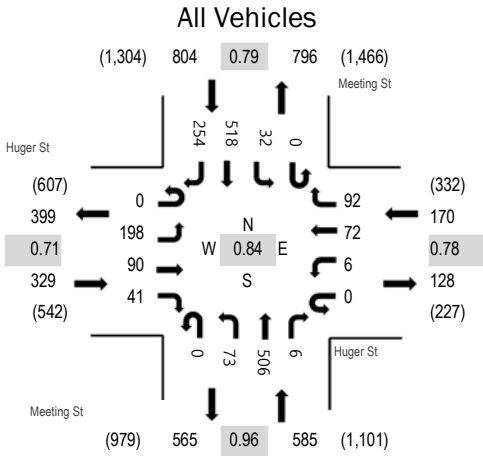 All Vehicles
(1,304) 804 0.79 796 (1,466)
Meeting St
254 518 32 0
Huger St
(607) 0 92 (332)
399 198 N 72 170
0.71 W 0.84 E 0.78
329 90 S 6 128
(542) 41 0 (227)
0 73 506 6
Huger St
Meeting St
(979) 565 0.96 585 (1,101)